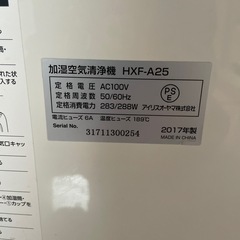 加湿空気清浄機 HXF-A25
定格電圧 AC100V
定格周波数 50/60Hz
定格消費電力 283/288W
PS
E
アイリスオーヤマ株式会社
電流ヒューズ 6A 温度ヒューズ 169℃
Serial No.
31711300254
2017年製
MADE IN CHINA